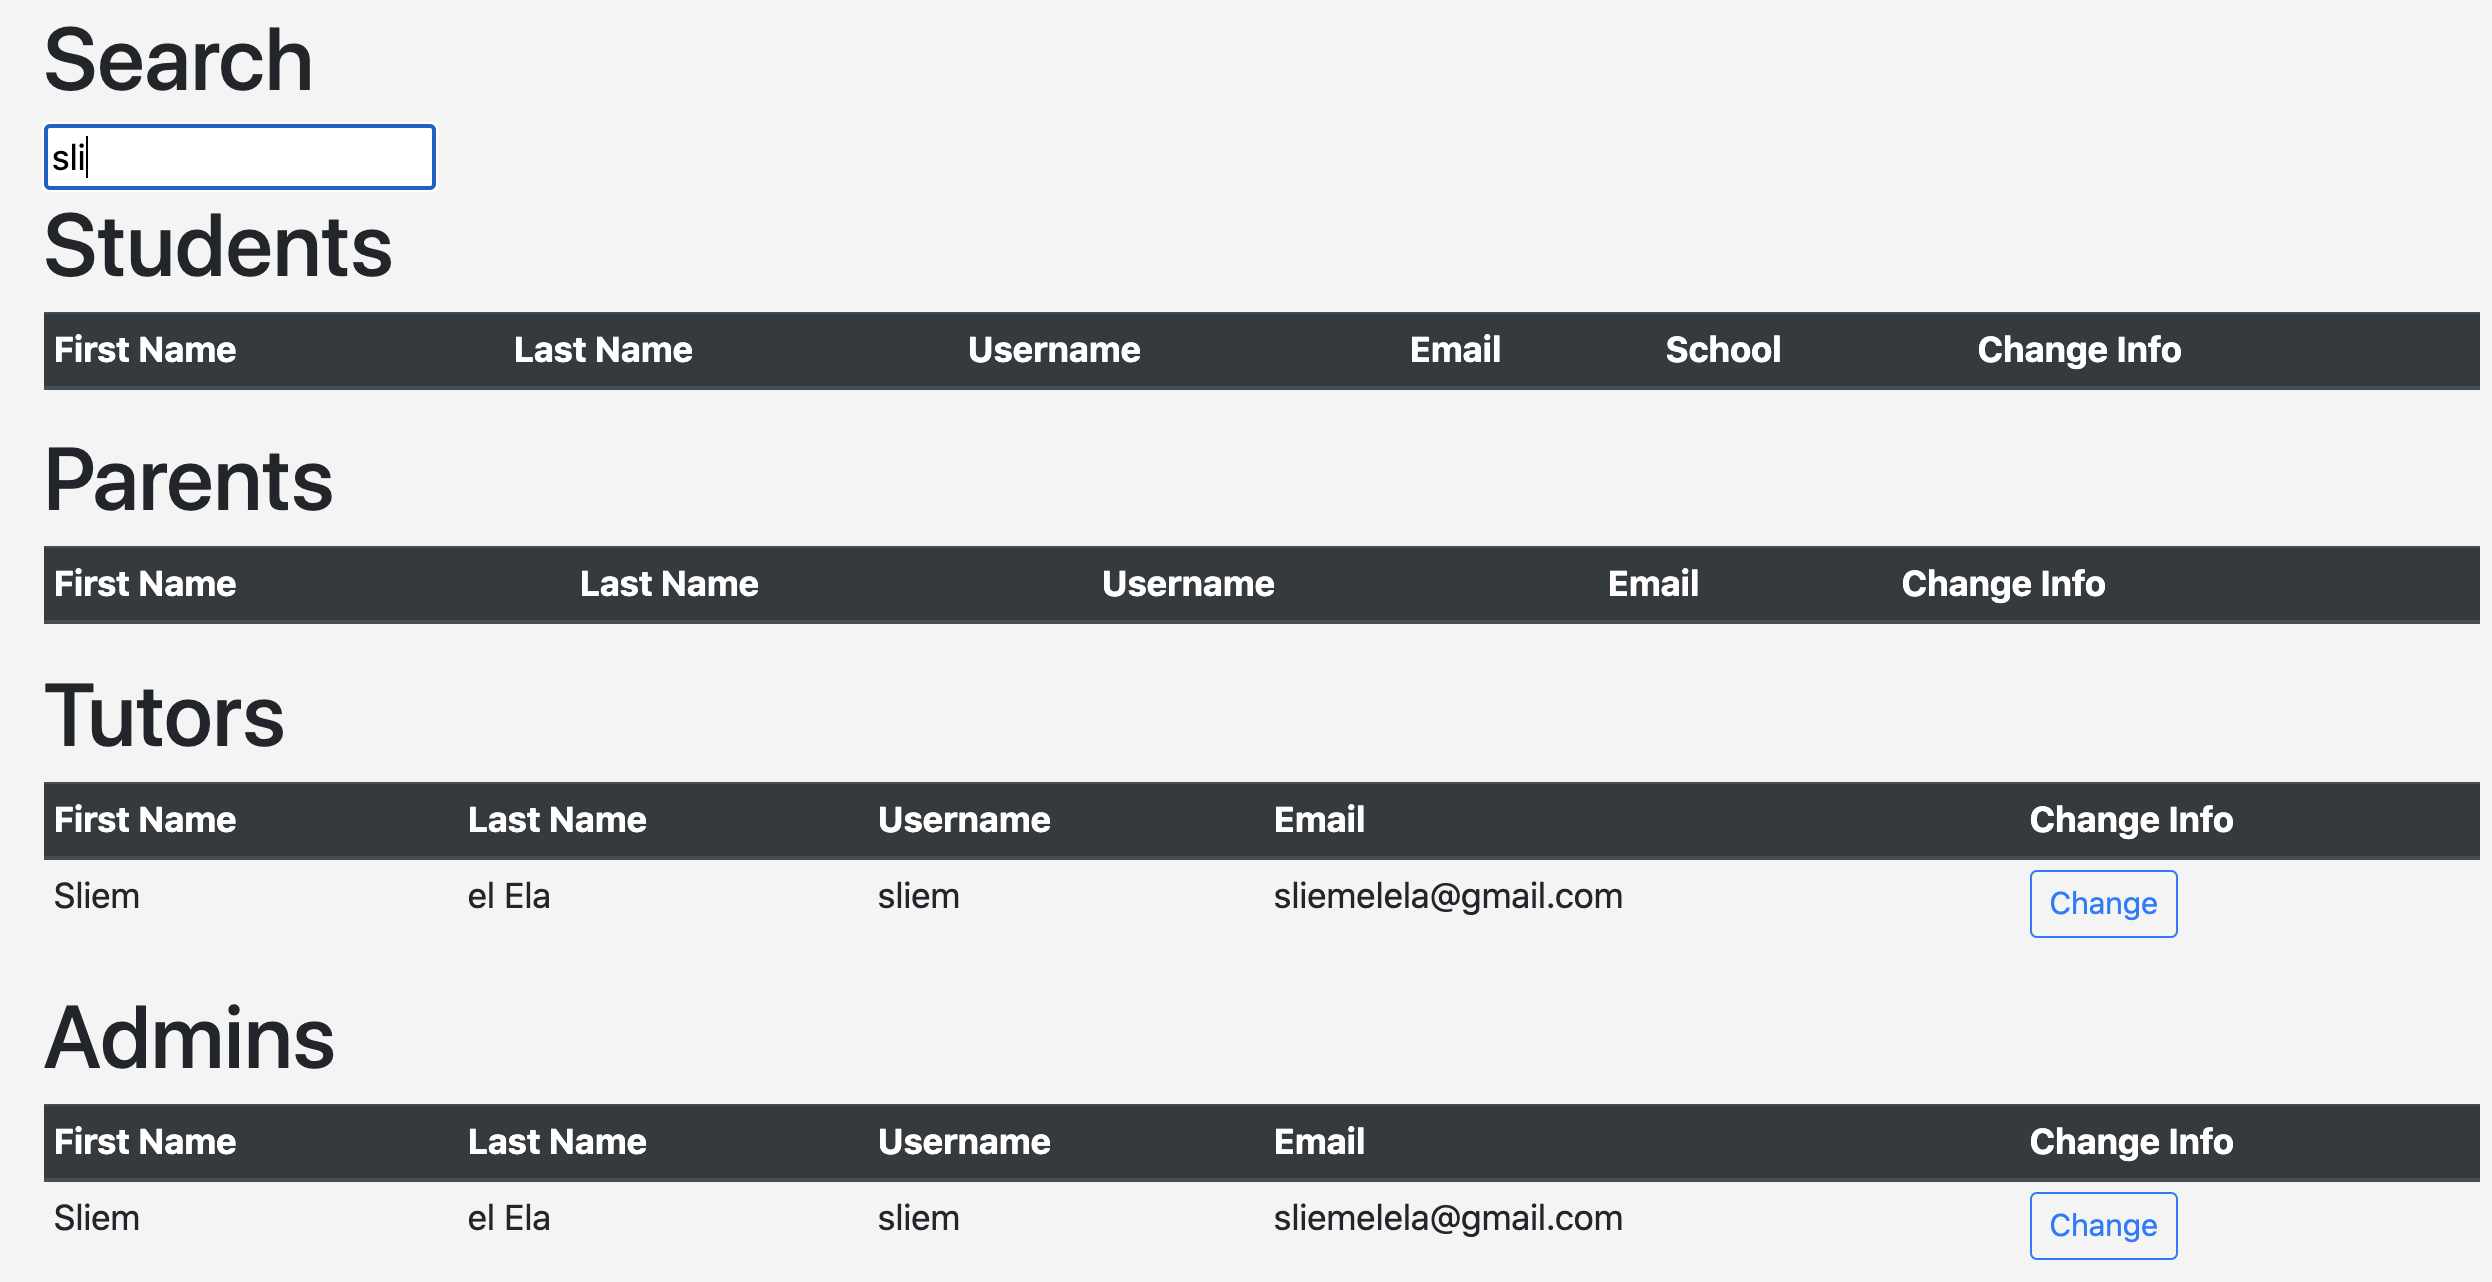 Search
sli
Students
First Name Last Name Username Email School Change Info
Parents
First Name Last Name Username Email Change Info
Tutors
First Name Last Name Username Email Change Info
Sliem el Ela sliem sliemelela@gmail.com Change
Admins
First Name Last Name Username Email Change Info
Sliem el Ela sliem sliemelela@gmail.com Change